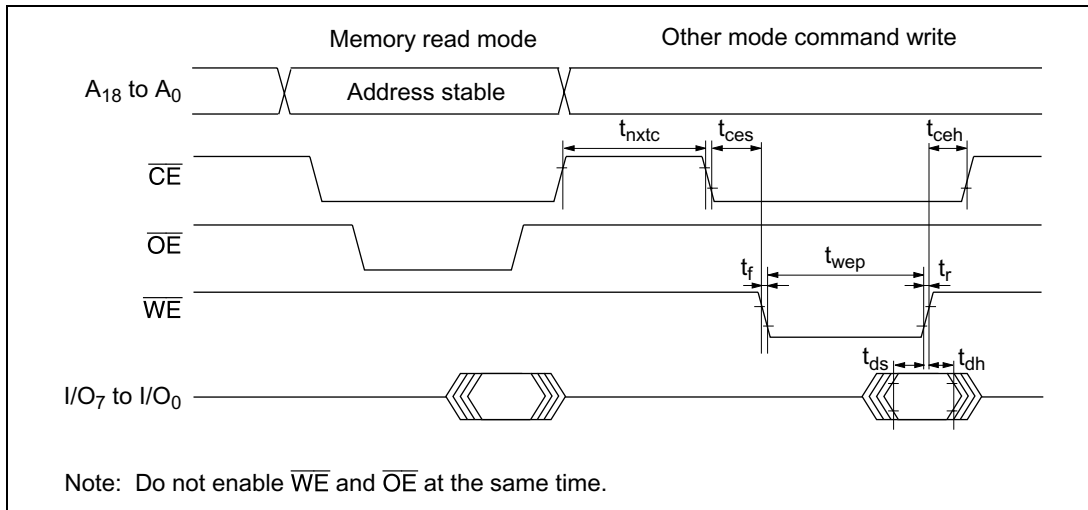 Memory read mode
Other mode command write
A18 to A0
Address stable
tnxtc
tces
tceh
CE
OE
twep
tf
tr
WE
tds
tdh
I/O7 to I/O0
Note: Do not enable WE and OE at the same time.